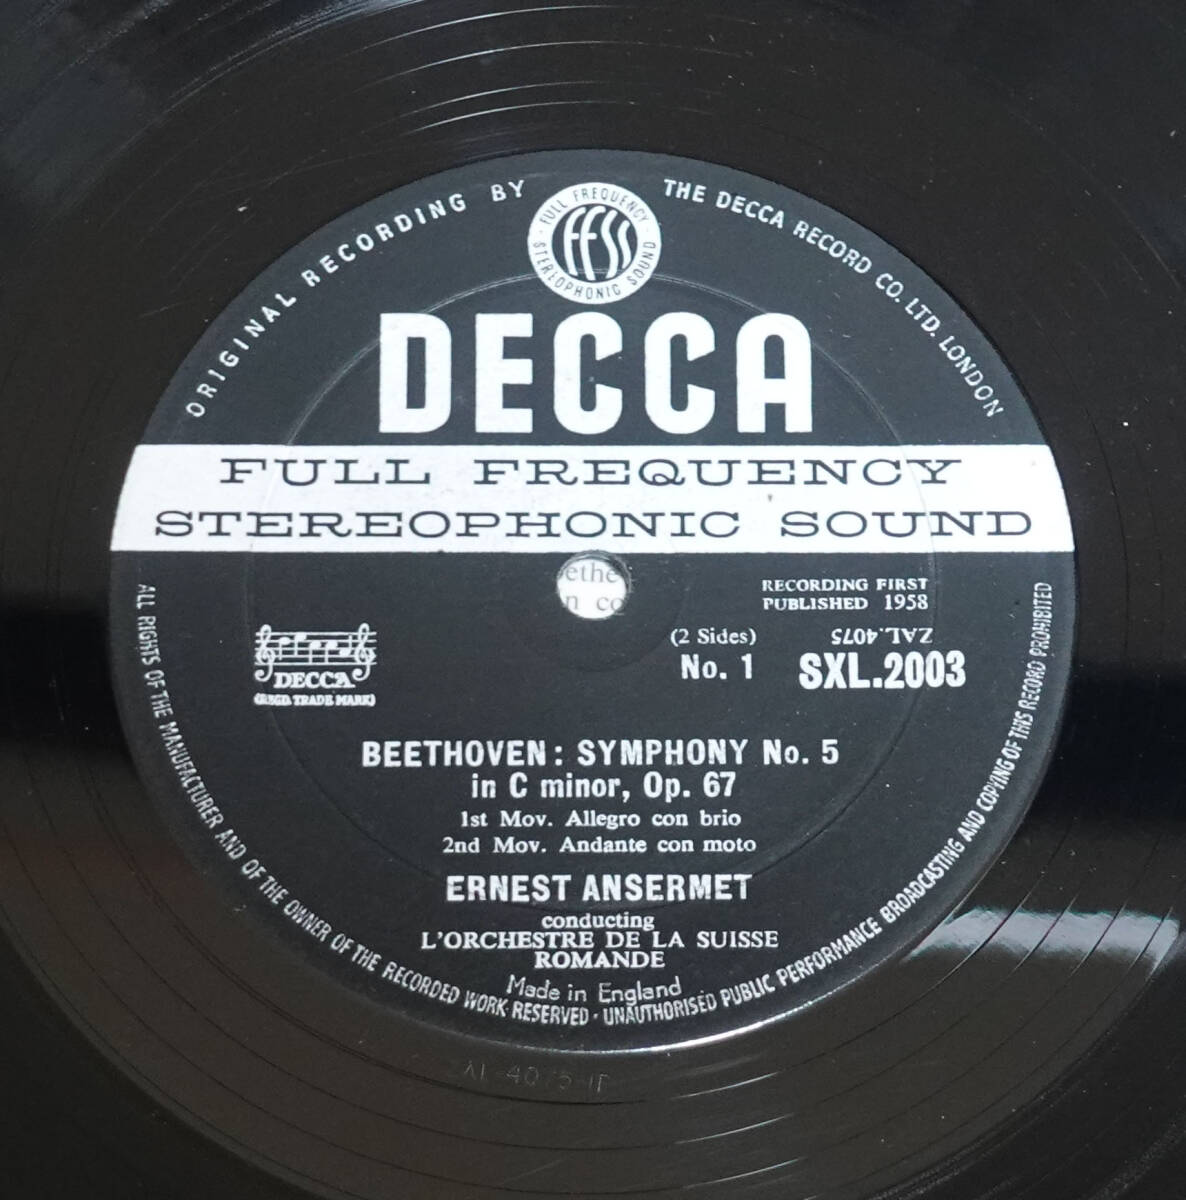 ORIGINAL RECORDING BY THE DECCA RECORD CO. LTD. LONDON
FULL FREQUENCY STEREOPHONIC SOUND
FFSS
DECCA
FULL FREQUENCY
STEREOPHONIC SOUND
ethe
n co
RECORDING FIRST
PUBLISHED 1958
(2 Sides) ZAL.4075
No. 1 SXL.2003
DECCA
(REGD. TRADE MARK)
BEETHOVEN: SYMPHONY No. 5
in C minor, Op. 67
1st Mov. Allegro con brio
2nd Mov. Andante con moto
ERNEST ANSERMET
conducting
L'ORCHESTRE DE LA SUISSE
ROMANDE
Made in England
ALL RIGHTS OF THE MANUFACTURER AND OF THE OWNER OF THE RECORDED WORK RESERVED · UNAUTHORISED PUBLIC PERFORMANCE BROADCASTING AND COPYING OF THIS RECORD PROHIBITED